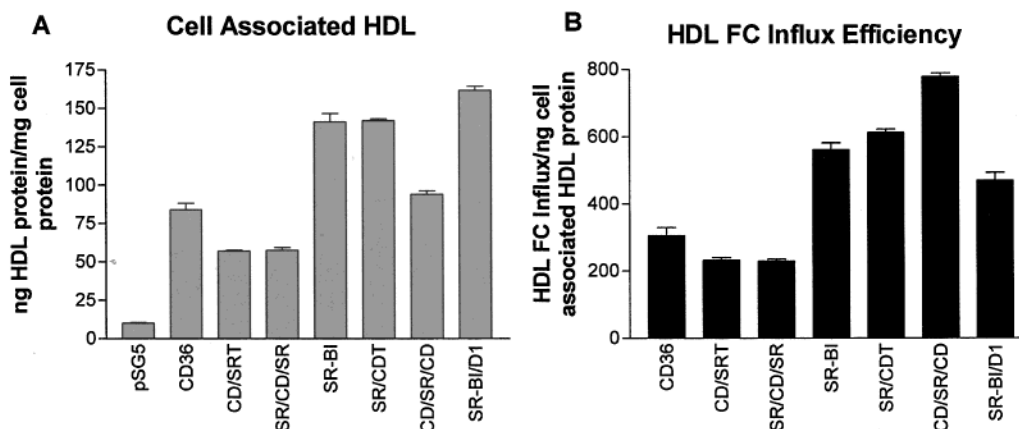 A
Cell Associated HDL
ng HDL protein/mg cell
protein
175
150
125
100
75
50
25
0
pSG5
CD36
CD/SRT
SR/CD/SR
SR-BI
SR/CDT
CD/SR/CD
SR-BI/D1
B
HDL FC Influx Efficiency
HDL FC Influx/ng cell
associated HDL protein
800
600
400
200
0
CD36
CD/SRT
SR/CD/SR
SR-BI
SR/CDT
CD/SR/CD
SR-BI/D1